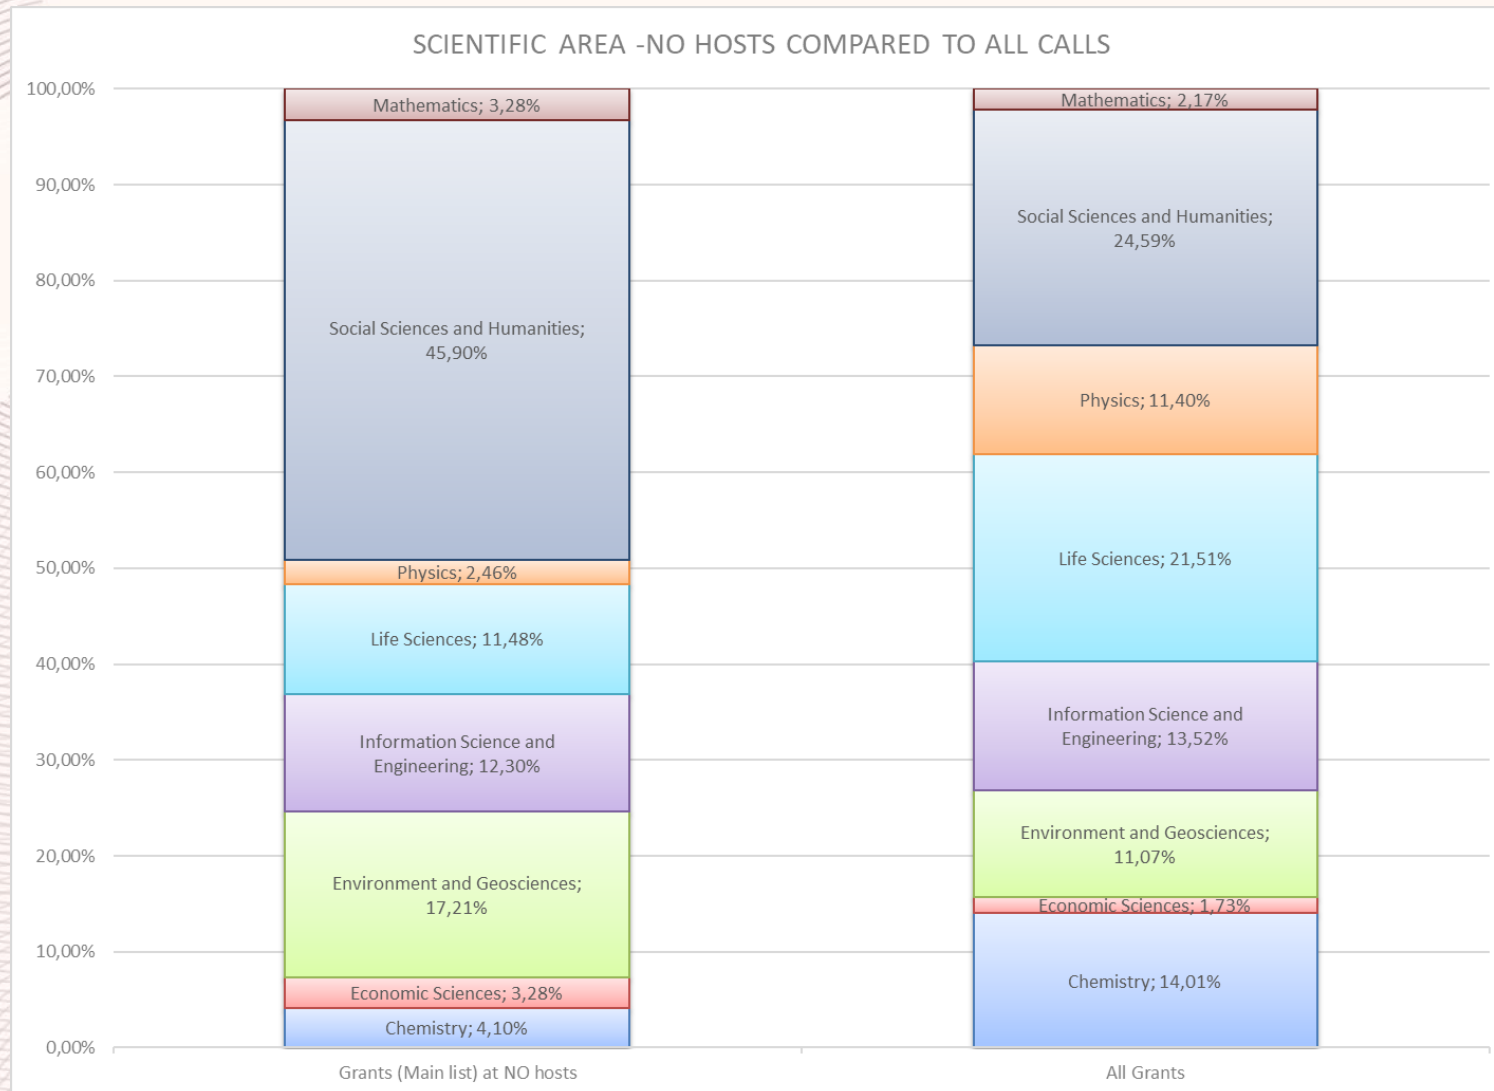 SCIENTIFIC AREA -NO HOSTS COMPARED TO ALL CALLS
100,00%
90,00%
80,00%
70,00%
60,00%
50,00%
40,00%
30,00%
20,00%
10,00%
0,00%
Mathematics; 3,28%
Social Sciences and Humanities;
45,90%
Physics; 2,46%
Life Sciences; 11,48%
Information Science and
Engineering; 12,30%
Environment and Geosciences;
17,21%
Economic Sciences; 3,28%
Chemistry; 4,10%
Grants (Main list) at NO hosts
Mathematics; 2,17%
Social Sciences and Humanities;
24,59%
Physics; 11,40%
Life Sciences; 21,51%
Information Science and
Engineering; 13,52%
Environment and Geosciences;
11,07%
Economic Sciences; 1,73%
Chemistry; 14,01%
All Grants